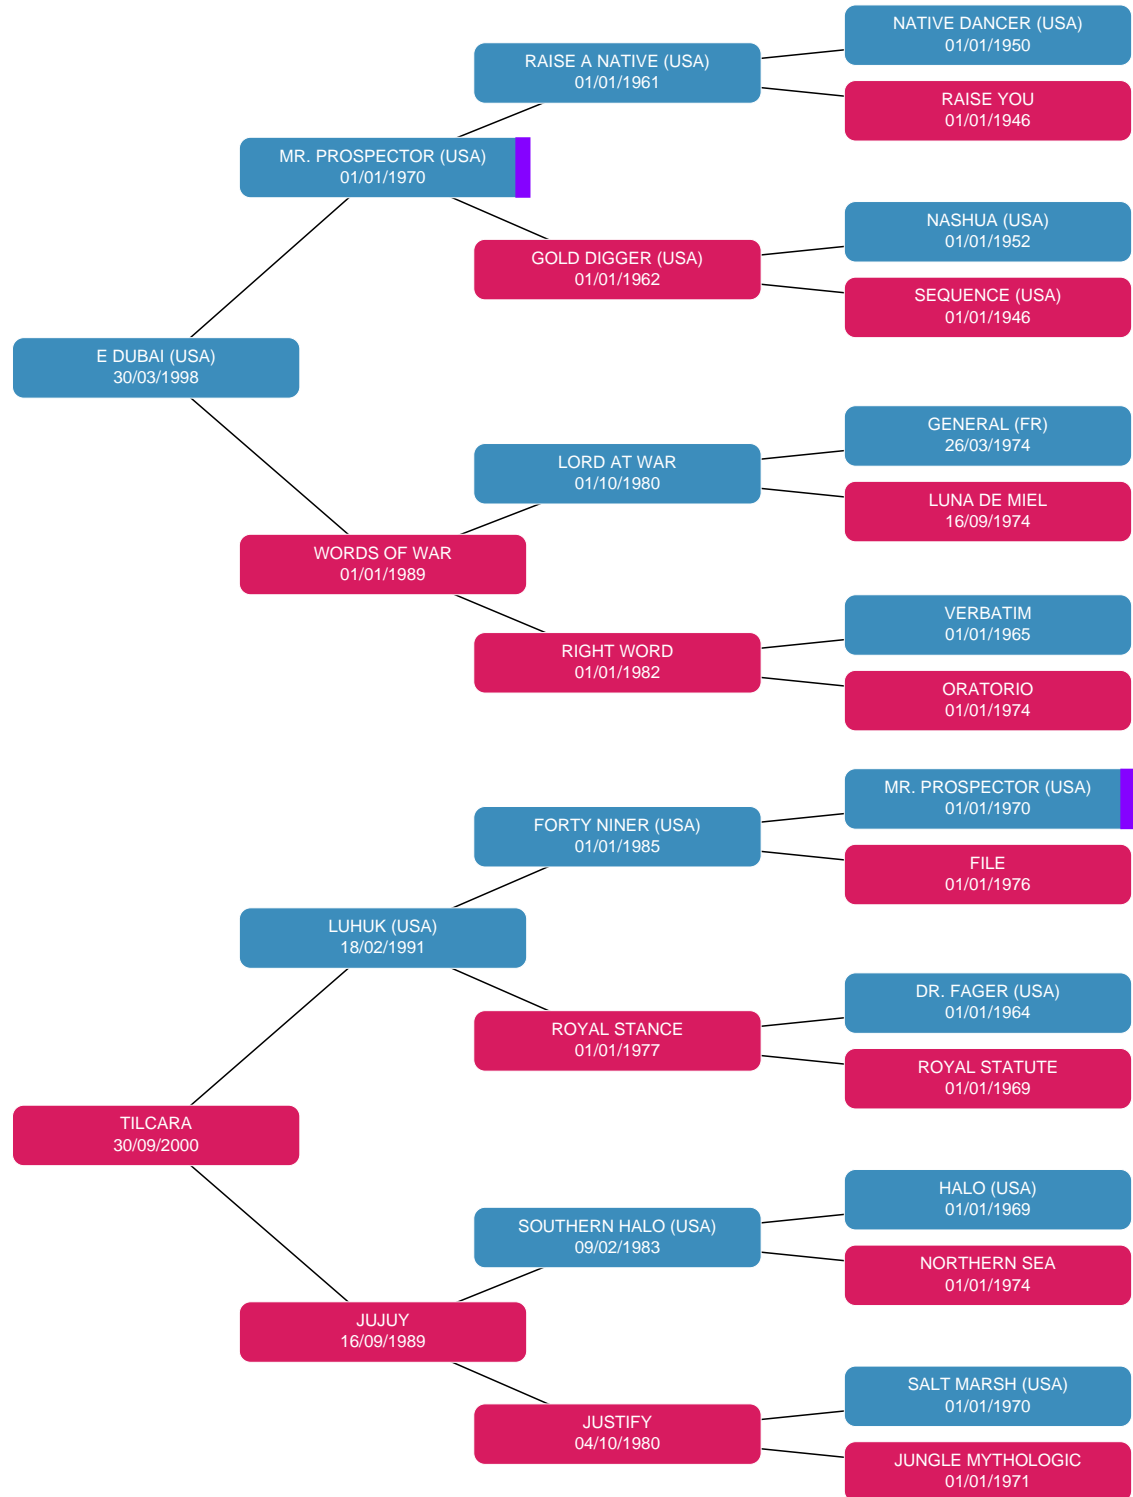 NATIVE DANCER (USA)
01/01/1950
RAISE A NATIVE (USA)
01/01/1961
RAISE YOU
01/01/1946
MR. PROSPECTOR (USA)
01/01/1970
NASHUA (USA)
01/01/1952
GOLD DIGGER (USA)
01/01/1962
SEQUENCE (USA)
01/01/1946
E DUBAI (USA)
30/03/1998
GENERAL (FR)
26/03/1974
LORD AT WAR
01/10/1980
LUNA DE MIEL
16/09/1974
WORDS OF WAR
01/01/1989
VERBATIM
01/01/1965
RIGHT WORD
01/01/1982
ORATORIO
01/01/1974
MR. PROSPECTOR (USA)
01/01/1970
FORTY NINER (USA)
01/01/1985
FILE
01/01/1976
LUHUK (USA)
18/02/1991
DR. FAGER (USA)
01/01/1964
ROYAL STANCE
01/01/1977
ROYAL STATUTE
01/01/1969
TILCARA
30/09/2000
HALO (USA)
01/01/1969
SOUTHERN HALO (USA)
09/02/1983
NORTHERN SEA
01/01/1974
JUJUY
16/09/1989
SALT MARSH (USA)
01/01/1970
JUSTIFY
04/10/1980
JUNGLE MYTHOLOGIC
01/01/1971